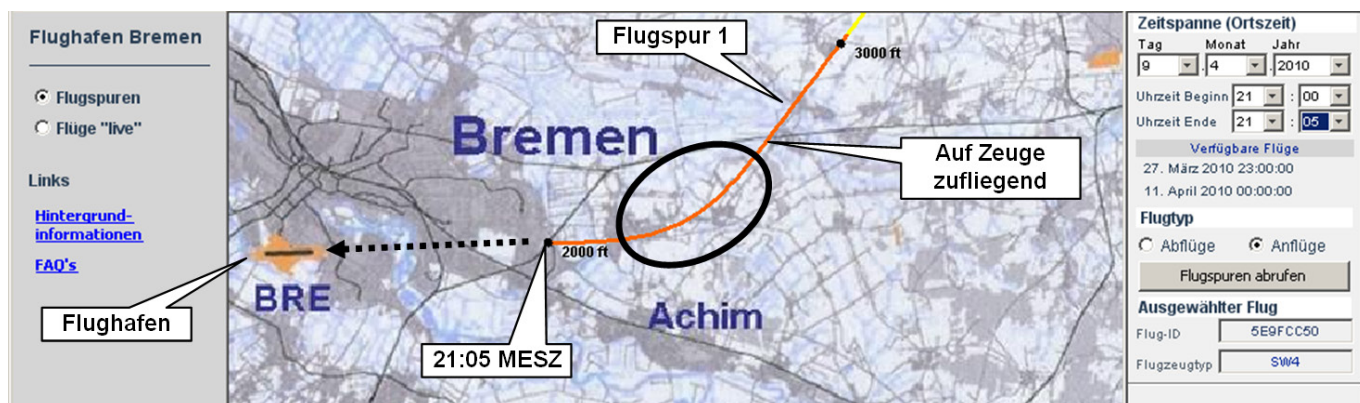 Flughafen Bremen
Flugspuren
Flüge "live"
Links
Hintergrund-
informationen
FAQ's
Flughafen
BRE
Bremen
Achim
Flugspur 1
3000 ft
Auf Zeuge
zufliegend
2000 ft
21:05 MESZ
Zeitspanne (Ortszeit)
Tag Monat Jahr
9 . 4 . 2010
Uhrzeit Beginn 21 : 00
Uhrzeit Ende 21 : 05
Verfügbare Flüge
27. März 2010 23:00:00
11. April 2010 00:00:00
Flugtyp
Abflüge Anflüge
Flugspuren abrufen
Ausgewählter Flug
Flug-ID 5E9FCC50
Flugzeugtyp SW4